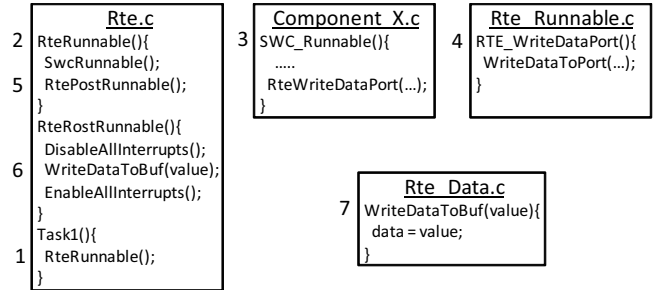 Rte.c
2 RteRunnable(){
SwcRunnable();
5 RtePostRunnable();
}
RteRostRunnable(){
DisableAllInterrupts();
6 WriteDataToBuf(value);
EnableAllInterrupts();
}
Task1(){
1 RteRunnable();
}
Component_X.c
3 SWC_Runnable(){
.....
RteWriteDataPort(...);
}
Rte_Runnable.c
4 RTE_WriteDataPort(){
WriteDataToPort(...);
}
Rte_Data.c
7 WriteDataToBuf(value){
data = value;
}